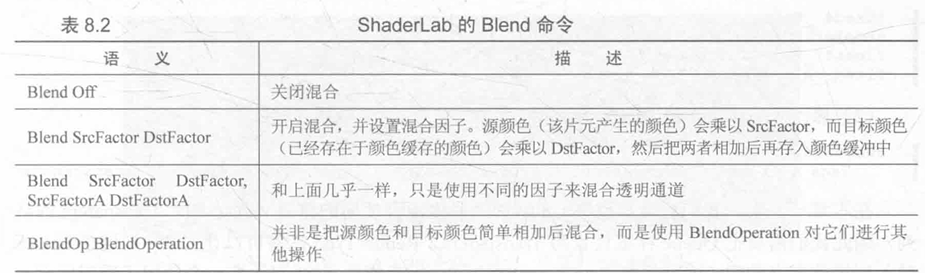 表 8.2 ShaderLab 的 Blend 命令
语 义 描 述
Blend Off 关闭混合
Blend SrcFactor DstFactor 开启混合，并设置混合因子。源颜色（该片元产生的颜色）会乘以 SrcFactor，而目标颜色
（已经存在于颜色缓存的颜色）会乘以 DstFactor，然后把两者相加后再存入颜色缓冲中
Blend SrcFactor DstFactor,
SrcFactorA DstFactorA 和上面几乎一样，只是使用不同的因子来混合透明通道
BlendOp BlendOperation 并非是把源颜色和目标颜色简单相加后混合，而是使用 BlendOperation 对它们进行其
他操作